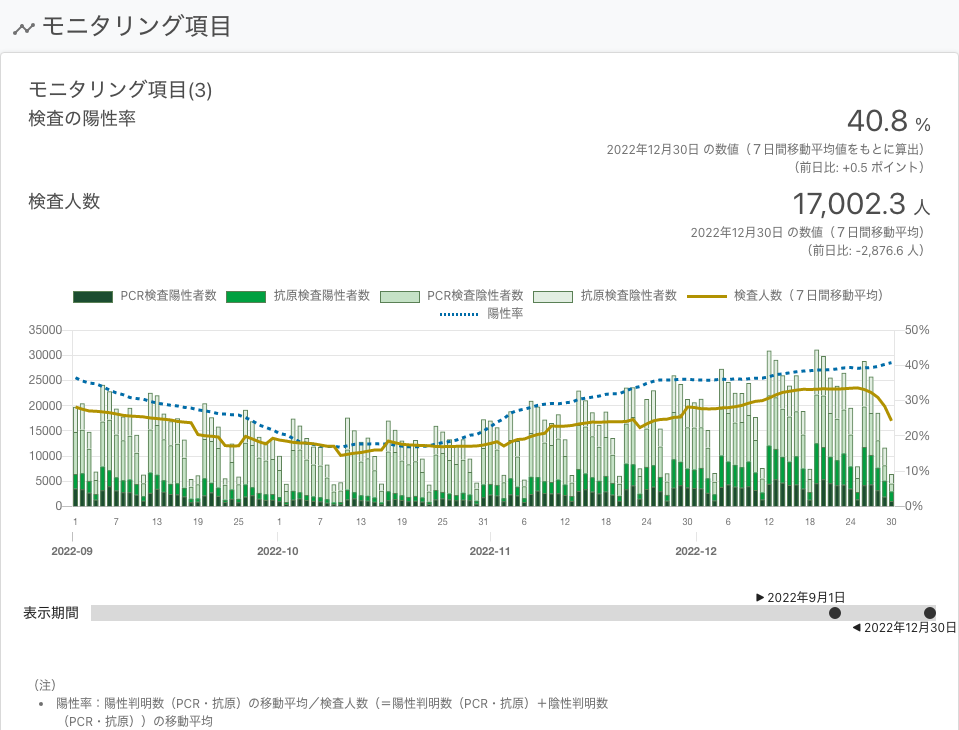 モニタリング項目
モニタリング項目(3)
検査の陽性率
40.8 %
2022年12月30日 の数値（７日間移動平均値をもとに算出）
（前日比: +0.5 ポイント）
検査人数
17,002.3 人
2022年12月30日 の数値（７日間移動平均）
（前日比: -2,876.6 人）
PCR検査陽性者数 抗原検査陽性者数 PCR検査陰性者数 抗原検査陰性者数 検査人数（７日間移動平均）
陽性率
35000 50%
30000
25000 40%
20000 30%
15000
10000 20%
5000 10%
0 0%
1 7 13 19 25 1 7 13 19 25 31 6 12 18 24 30 6 12 18 24 30
2022-09 2022-10 2022-11 2022-12
▶ 2022年9月1日
表示期間
◀ 2022年12月30日
（注）
• 陽性率：陽性判明数（PCR・抗原）の移動平均／検査人数（＝陽性判明数（PCR・抗原）＋陰性判明数
（PCR・抗原））の移動平均